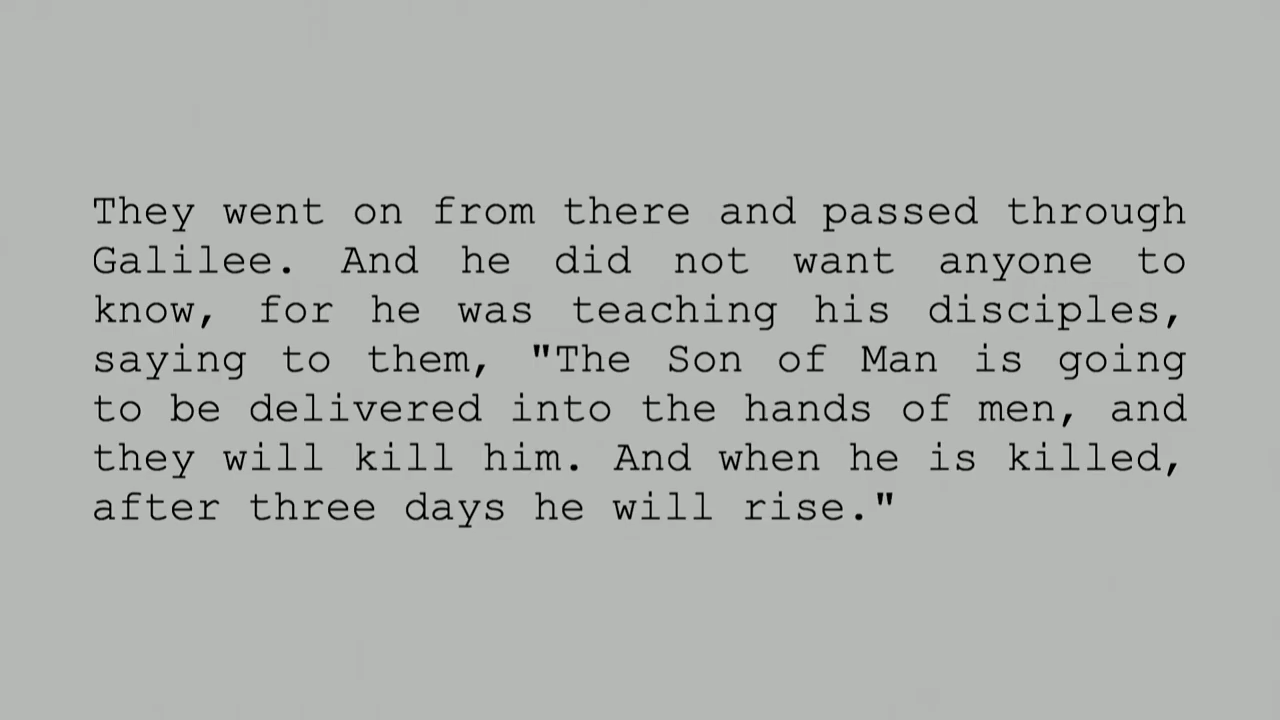 They went on from there and passed through
Galilee. And he did not want anyone to
know, for he was teaching his disciples,
saying to them, "The Son of Man is going
to be delivered into the hands of men, and
they will kill him. And when he is killed,
after three days he will rise."